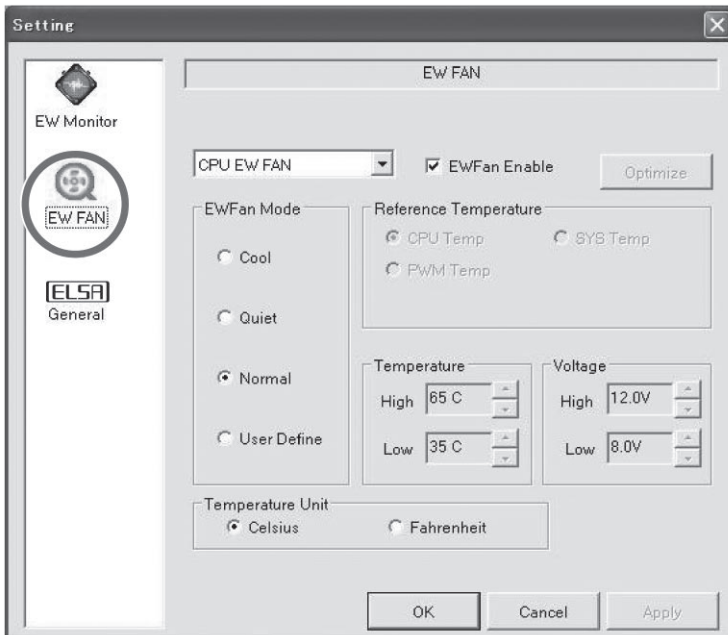 Setting
EW Monitor
EW FAN
ELSA
General
EW FAN
CPU EW FAN
EWFan Enable
Optimize
EWFan Mode
Cool
Quiet
Normal
User Define
Reference Temperature
CPU Temp
SYS Temp
PWM Temp
Temperature
High
65 C
Low
35 C
Voltage
High
12.0V
Low
8.0V
Temperature Unit
Celsius
Fahrenheit
OK
Cancel
Apply